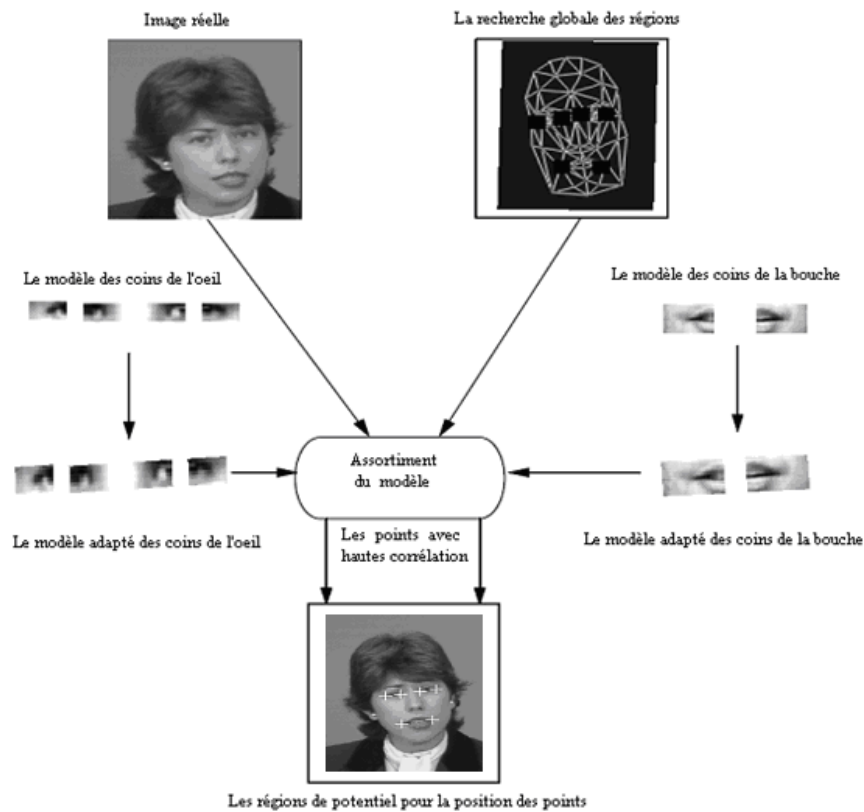 Image réelle
La recherche globale des régions
Le modèle des coins de l'oeil
Le modèle des coins de la bouche
Assortiment
du modèle
Le modèle adapté des coins de l'oeil
Les points avec
hautes corrélation
Le modèle adapté des coins de la bouche
Les régions de potentiel pour la position des points